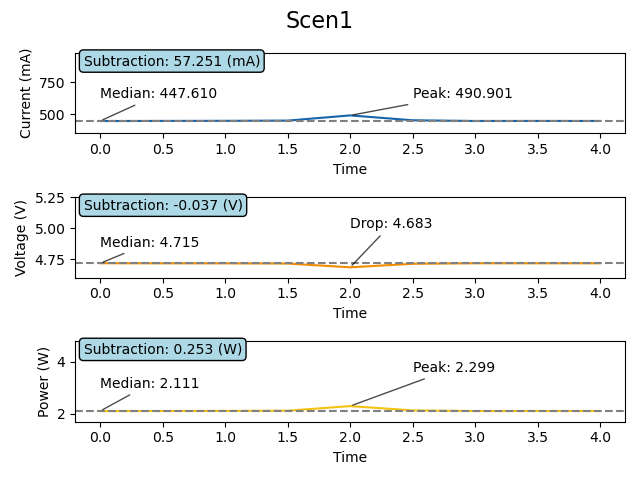 Scen1
Subtraction: 57.251 (mA)
Current (mA)
750
500
Median: 447.610
Peak: 490.901
0.0 0.5 1.0 1.5 2.0 2.5 3.0 3.5 4.0
Time
Subtraction: -0.037 (V)
Voltage (V)
5.25
5.00
4.75
Median: 4.715
Drop: 4.683
0.0 0.5 1.0 1.5 2.0 2.5 3.0 3.5 4.0
Time
Subtraction: 0.253 (W)
Power (W)
4
2
Median: 2.111
Peak: 2.299
0.0 0.5 1.0 1.5 2.0 2.5 3.0 3.5 4.0
Time